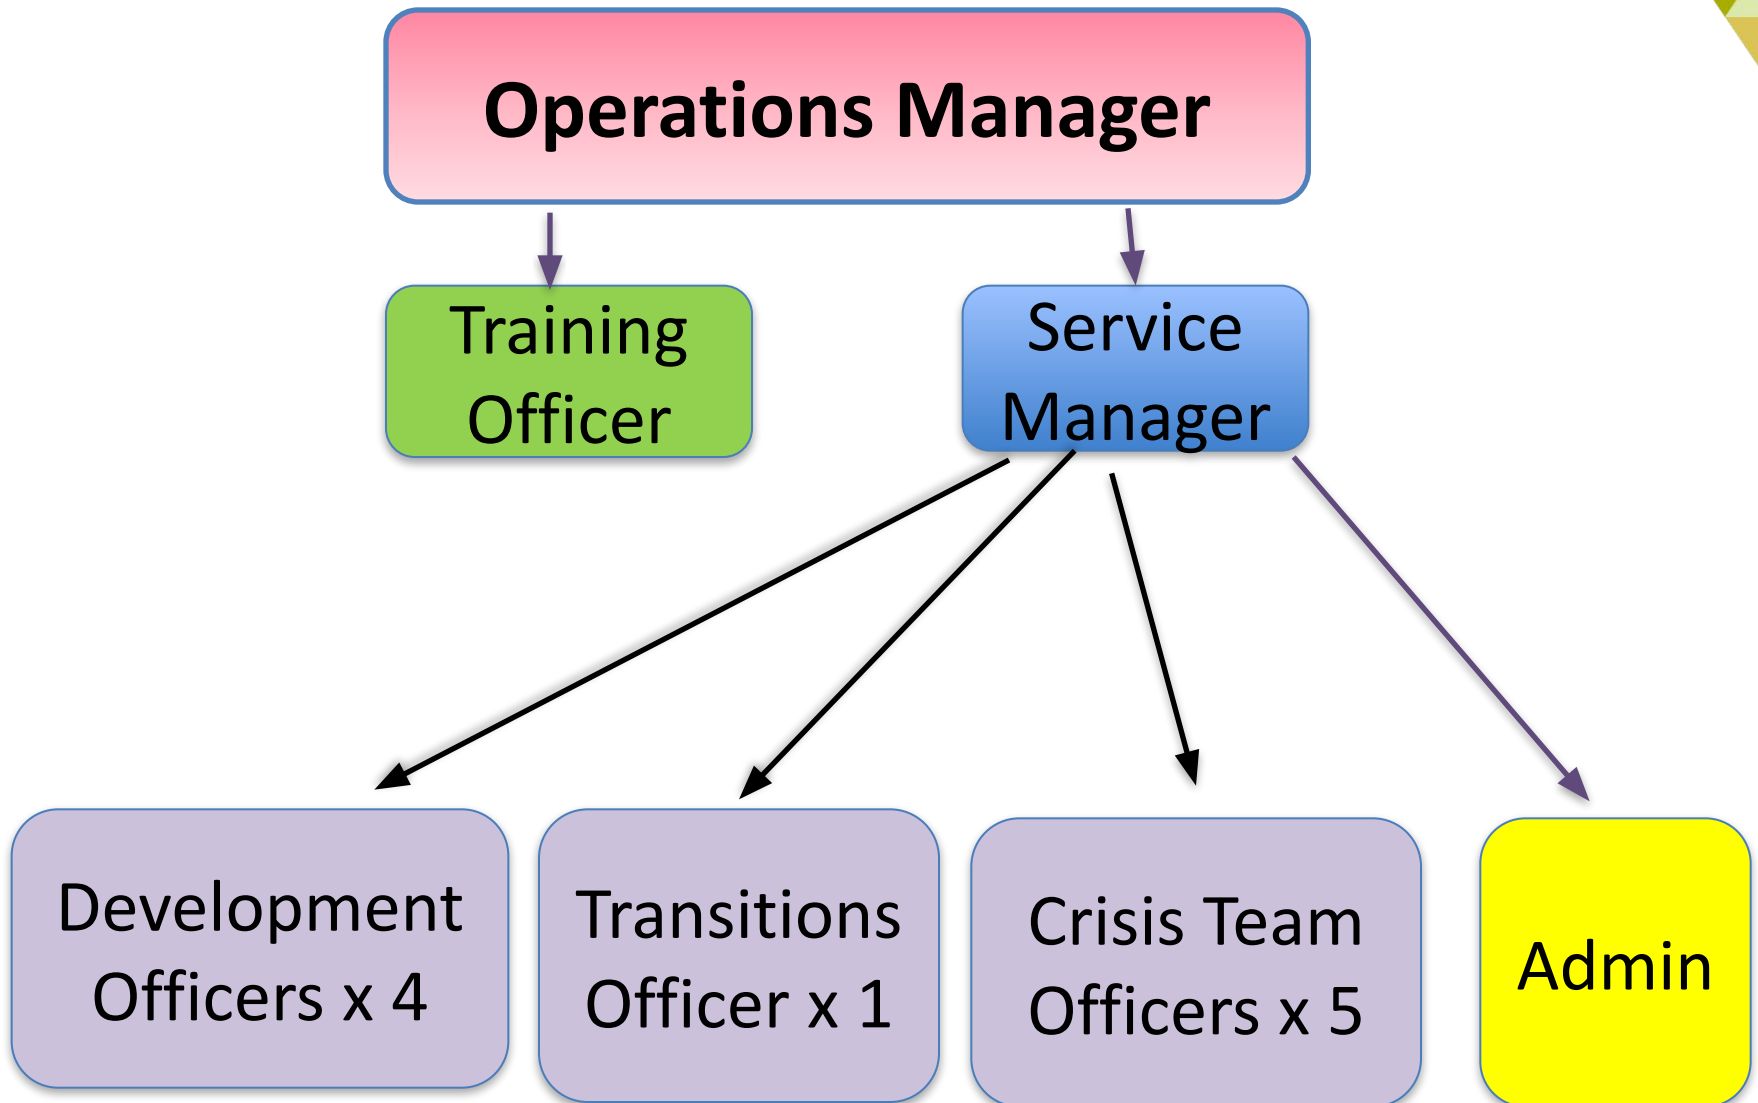 Operations Manager
Training
Officer
Service
Manager
Development
Officers x 4
Transitions
Officer x 1
Crisis Team
Officers x 5
Admin